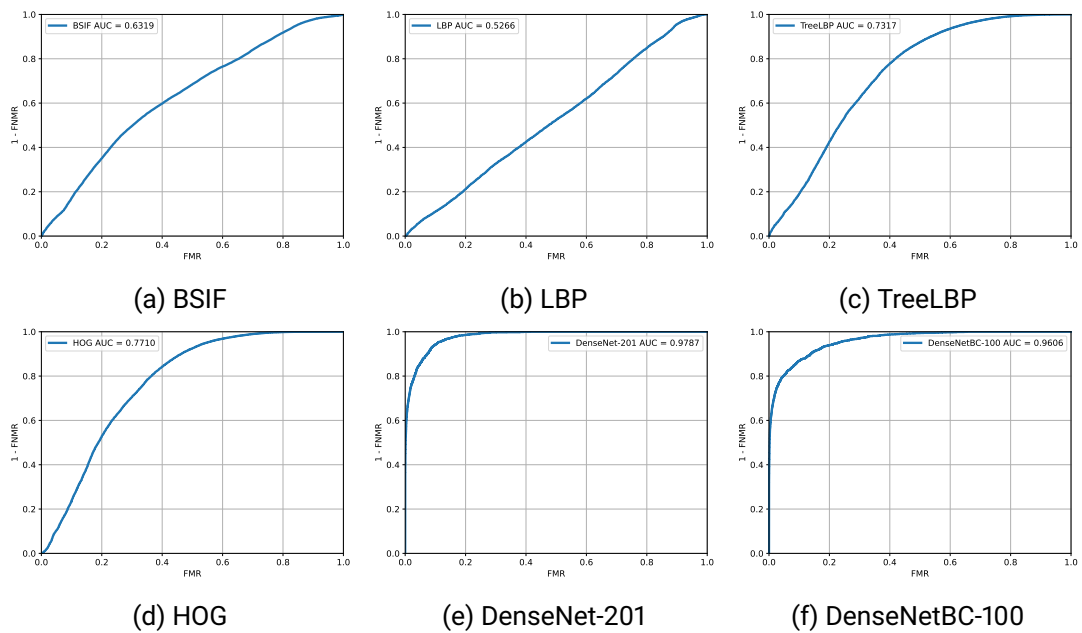 BSIF AUC = 0.6319
1.0
0.8
0.6
0.4
0.2
0.0
1 - FNMR
0.0 0.2 0.4 0.6 0.8 1.0
FMR
(a) BSIF
LBP AUC = 0.5266
1.0
0.8
0.6
0.4
0.2
0.0
1 - FNMR
0.0 0.2 0.4 0.6 0.8 1.0
FMR
(b) LBP
TreeLBP AUC = 0.7317
1.0
0.8
0.6
0.4
0.2
0.0
1 - FNMR
0.0 0.2 0.4 0.6 0.8 1.0
FMR
(c) TreeLBP
HOG AUC = 0.7710
1.0
0.8
0.6
0.4
0.2
0.0
1 - FNMR
0.0 0.2 0.4 0.6 0.8 1.0
FMR
(d) HOG
DenseNet-201 AUC = 0.9787
1.0
0.8
0.6
0.4
0.2
0.0
1 - FNMR
0.0 0.2 0.4 0.6 0.8 1.0
FMR
(e) DenseNet-201
DenseNetBC-100 AUC = 0.9606
1.0
0.8
0.6
0.4
0.2
0.0
1 - FNMR
0.0 0.2 0.4 0.6 0.8 1.0
FMR
(f) DenseNetBC-100